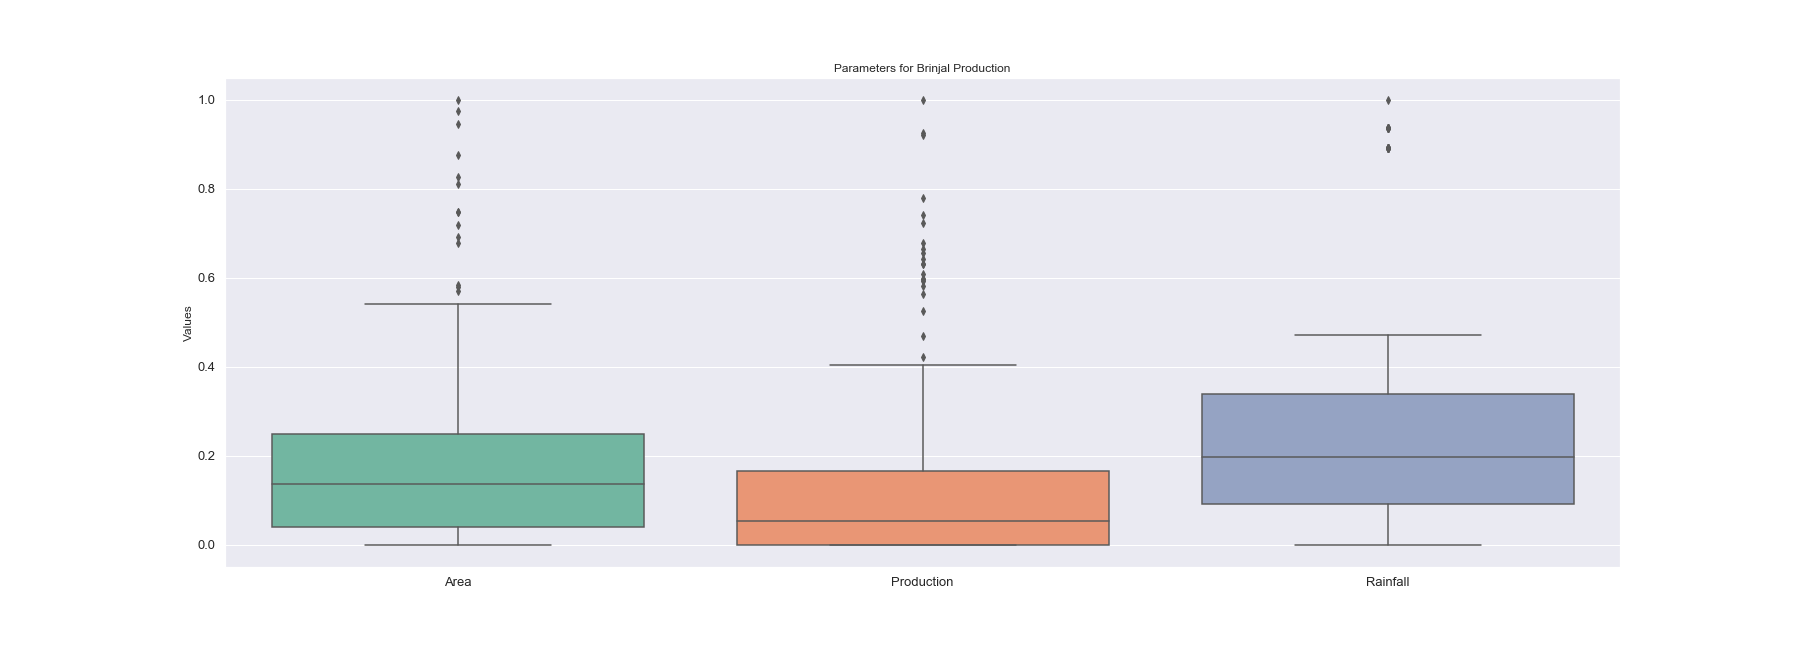 Parameters for Brinjal Production
1.0
0.8
0.6
0.4
0.2
0.0
Values
Area
Production
Rainfall